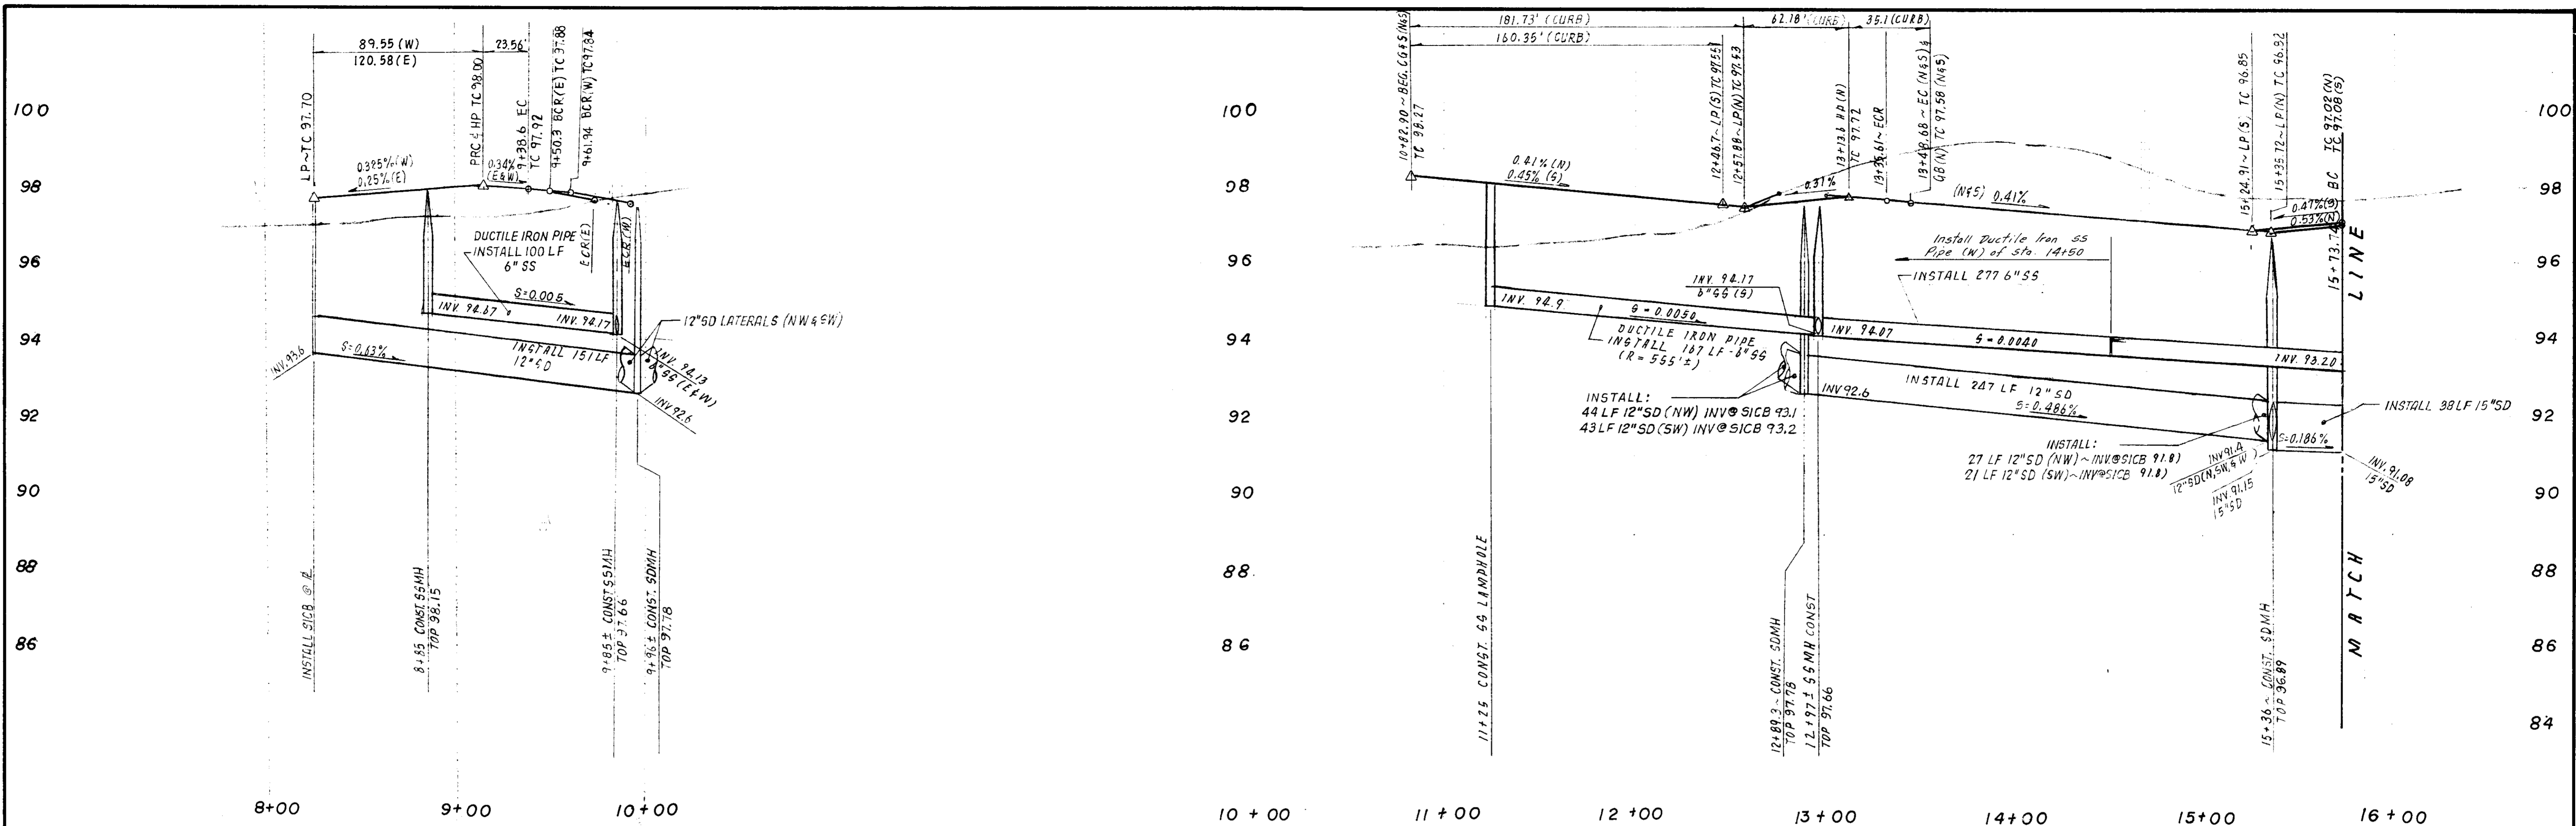 89.55 (W)
120.58 (E)
23.56'
LP~TC 97.70
PRC & HP TC 98.00
9+38.6 EC
TC 97.92
9+50.3 BCR(E) TC 97.88
9+61.94 BCR(W) TC 97.84
0.325% (W)
0.25% (E)
0.34%
(E&W)
ECR(E)
ECR(W)
DUCTILE IRON PIPE
INSTALL 100 LF
6" SS
S=0.005
INV. 94.67
INV. 94.17
12"SD LATERALS (NW & SW)
INSTALL 151 LF
12" SD
S=0.63%
INV. 93.6
INV. 94.13
6" SS (E & W)
INV 92.6
INSTALL SICB @ PL
8+85 CONST. SSMH
TOP 98.15
9+85 ± CONST. SSMH
TOP 97.66
9+96 ± CONST. SDMH
TOP 97.78
100
98
96
94
92
90
88
86
8+00
9+00
10+00
181.73' (CURB)
160.35' (CURB)
62.18' (CURB)
35.1 (CURB)
10+82.90 ~ BEG. CG&S (N&S)
TC 98.27
12+46.7 ~ LP(S) TC 97.55
12+57.88 ~ LP(N) TC 97.53
13+13.6 HP (N)
TC 97.72
13+35.61 ~ ECR
13+48.68 ~ EC (N&S) &
GB(N) TC 97.58 (N&S)
15+24.91 ~ LP(S) TC 96.85
15+35.72 ~ LP(N) TC 96.82
15+73.74 BC TC 97.02 (N)
TC 97.08 (S)
0.41% (N)
0.45% (S)
0.31%
(N&S) 0.41%
0.47% (S)
0.53% (N)
Install Ductile Iron SS
Pipe (W) of sta. 14+50
INSTALL 277 6" SS
INV. 94.17
6" SS (S)
INV. 94.9
S = 0.0050
DUCTILE IRON PIPE
INSTALL 167 LF - 6" SS
(R = 555' ±)
INV. 94.07
S = 0.0040
INV. 93.20
INSTALL:
44 LF 12"SD (NW) INV@ SICB 93.1
43 LF 12"SD (SW) INV@ SICB 93.2
INV 92.6
INSTALL 247 LF 12" SD
S=0.486%
INSTALL:
27 LF 12"SD (NW) ~ INV.@SICB 91.8)
21 LF 12"SD (SW) ~ INV@SICB 91.8)
INV 91.4
12"SD(N,SW,& W)
INV. 91.15
15" SD
S=0.186%
INSTALL 38 LF 15"SD
INV. 91.08
15" SD
11+25 CONST. SS LAMPHOLE
12+89.3 ~ CONST. SDMH
TOP 97.78
12+97 ± SSMH CONST
TOP 97.66
15+36 ~ CONST. SDMH
TOP 96.89
MATCH LINE
100
98
96
94
92
90
88
86
100
98
96
94
92
90
88
86
84
10+00
11+00
12+00
13+00
14+00
15+00
16+00